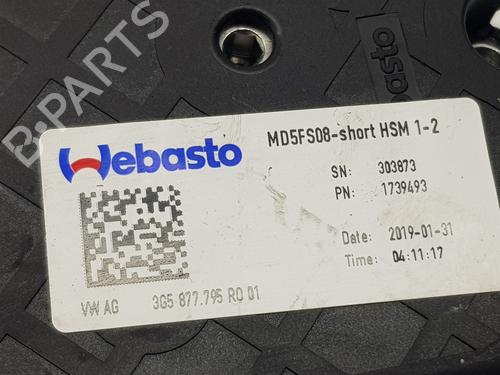 B-PARTS
ebasto
Webasto
MD5FS08-short HSM 1-2
SN: 303873
PN: 1739493
Date: 2019-01-31
Time: 04:11:17
VW AG 3G5 877.795 RO 01